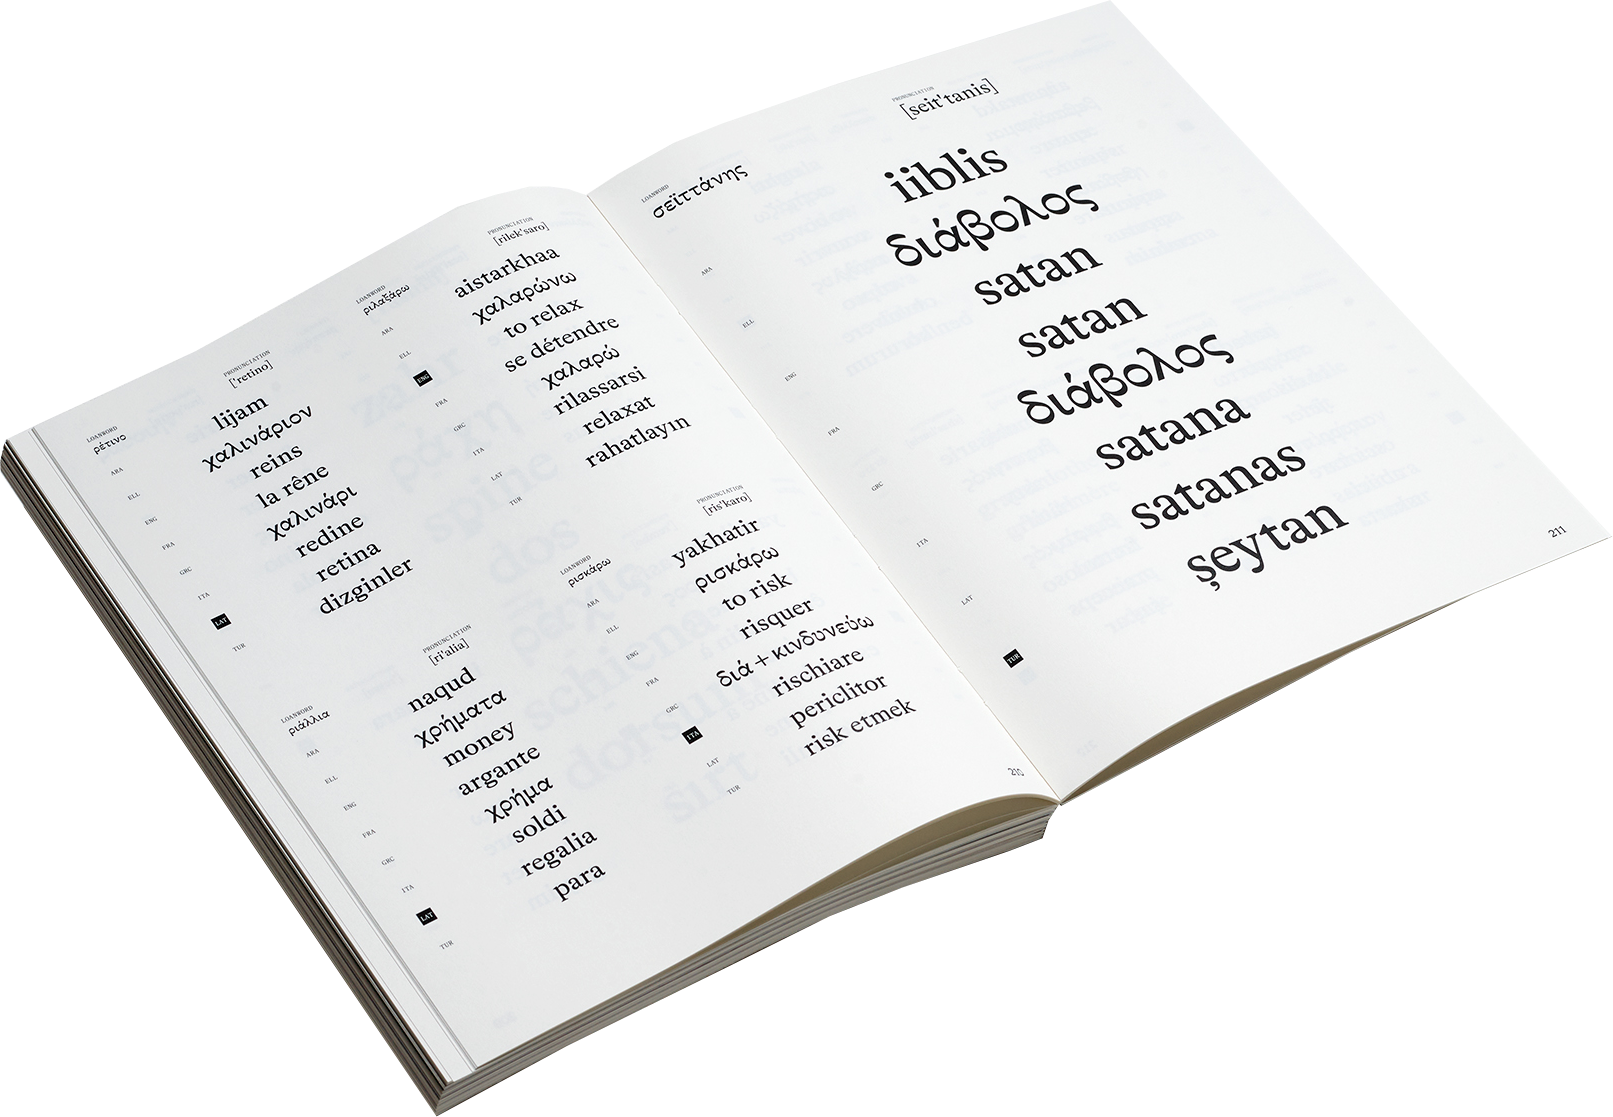 LOANWORD
ρέτινο
PRONUNCIATION
['retino]
ARA lijam
ELL χαλινάριον
ENG reins
FRA la rêne
GRC χαλινάρι
ITA redine
LAT retina
TUR dizginler
LOANWORD
ριάλλια
PRONUNCIATION
[ri'alia]
ARA naqud
ELL χρήματα
ENG money
FRA argante
GRC χρήμα
ITA soldi
LAT regalia
TUR para
LOANWORD
ριλαξάρω
PRONUNCIATION
[rilek'saro]
ARA aistarkhaa
ELL χαλαρώνω
ENG to relax
FRA se détendre
GRC χαλαρώ
ITA rilassarsi
LAT relaxat
TUR rahatlayın
LOANWORD
ρισκάρω
PRONUNCIATION
[ris'karo]
ARA yakhatir
ELL ρισκάρω
ENG to risk
FRA risquer
GRC διά + κινδυνεύω
ITA rischiare
LAT periclitor
TUR risk etmek
210
LOANWORD
σεϊττάνης
PRONUNCIATION
[seit'tanis]
ARA iiblis
ELL διάβολος
ENG satan
FRA satan
GRC διάβολος
ITA satana
LAT satanas
TUR şeytan
211